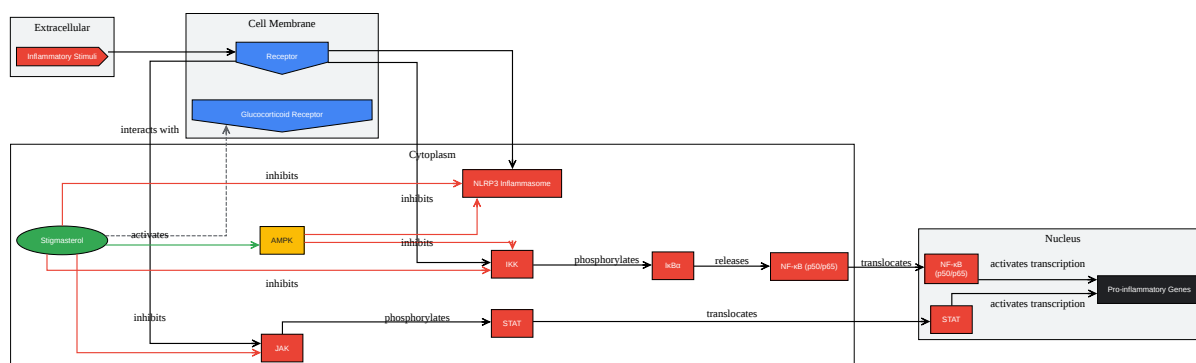 Extracellular
Cell Membrane
Inflammatory Stimuli
Receptor
Glucocorticoid Receptor
interacts with
Cytoplasm
inhibits
NLRP3 Inflammasome
inhibits
Stigmasterol
activates
AMPK
inhibits
IKK
phosphorylates
IκBα
releases
NF-κB (p50/p65)
translocates
inhibits
Nucleus
NF-κB
(p50/p65)
activates transcription
Pro-inflammatory Genes
activates transcription
STAT
inhibits
JAK
phosphorylates
STAT
translocates